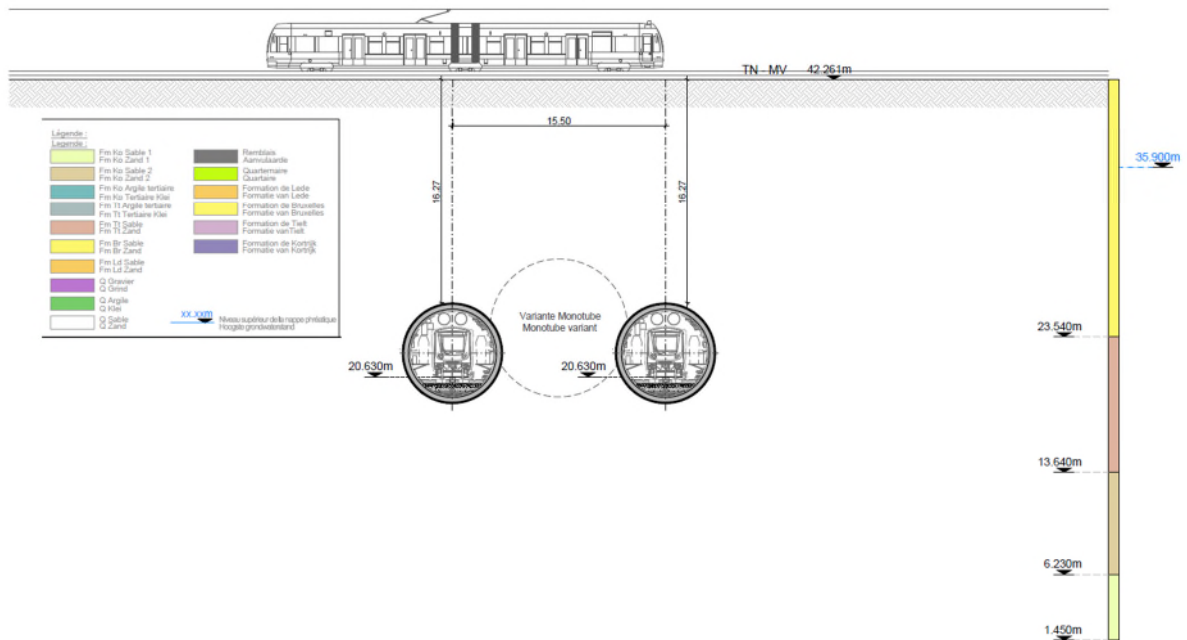 TN - MV 42.261m
15.50
35.900m
16.27
16.27
Légende :
Legende :
Fm Ko Sable 1
Fm Ko Zand 1
Fm Ko Sable 2
Fm Ko Zand 2
Fm Ko Argile tertiaire
Fm Ko Tertiaire Klei
Fm Tt Argile tertiaire
Fm Tt Tertiaire Klei
Fm Tt Sable
Fm Tt Zand
Fm Br Sable
Fm Br Zand
Fm Ld Sable
Fm Ld Zand
Q Gravier
Q Grind
Q Argile
Q Klei
Q Sable
Q Zand
Remblais
Aanvulaarde
Quarternaire
Quartaire
Formation de Lede
Formatie van Lede
Formation de Bruxelles
Formatie van Bruxelles
Formation de Tielt
Formatie vanTielt
Formation de Kortrijk
Formatie van Kortrijk
xx.xxm
Niveau supérieur de la nappe phréatique
Hoogste grondwaterstand
Variante Monotube
Monotube variant
20.630m
20.630m
23.540m
13.640m
6.230m
1.450m